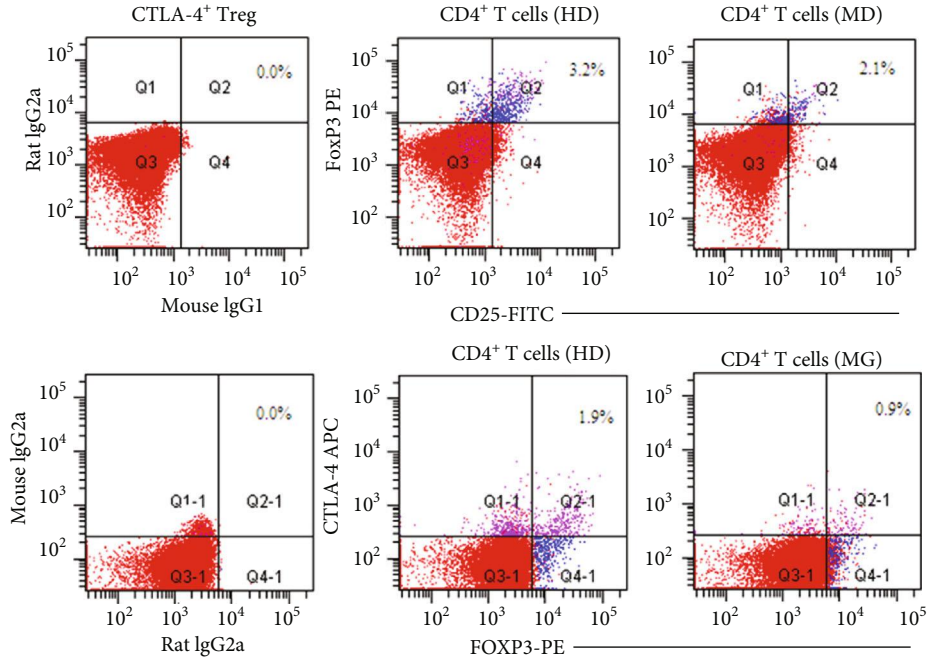 CTLA-4⁺ Treg
CD4⁺ T cells (HD)
CD4⁺ T cells (MD)
Rat lgG2a
10⁵
10⁴
10³
10²
Q1
Q2
0.0%
Q3
Q4
10² 10³ 10⁴ 10⁵
Mouse lgG1
FoxP3 PE
10⁵
10⁴
10³
10²
Q1
Q2
3.2%
Q3
Q4
10² 10³ 10⁴ 10⁵
10⁵
10⁴
10³
10²
Q1
Q2
2.1%
Q3
Q4
10² 10³ 10⁴ 10⁵
CD25-FITC
CD4⁺ T cells (HD)
CD4⁺ T cells (MG)
Mouse lgG2a
10⁵
10⁴
10³
10²
0.0%
Q1-1
Q2-1
Q3-1
Q4-1
10² 10³ 10⁴ 10⁵
Rat lgG2a
CTLA-4 APC
10⁵
10⁴
10³
10²
1.9%
Q1-1
Q2-1
Q3-1
Q4-1
10² 10³ 10⁴ 10⁵
10⁵
10⁴
10³
10²
0.9%
Q1-1
Q2-1
Q3-1
Q4-1
10² 10³ 10⁴ 10⁵
FOXP3-PE